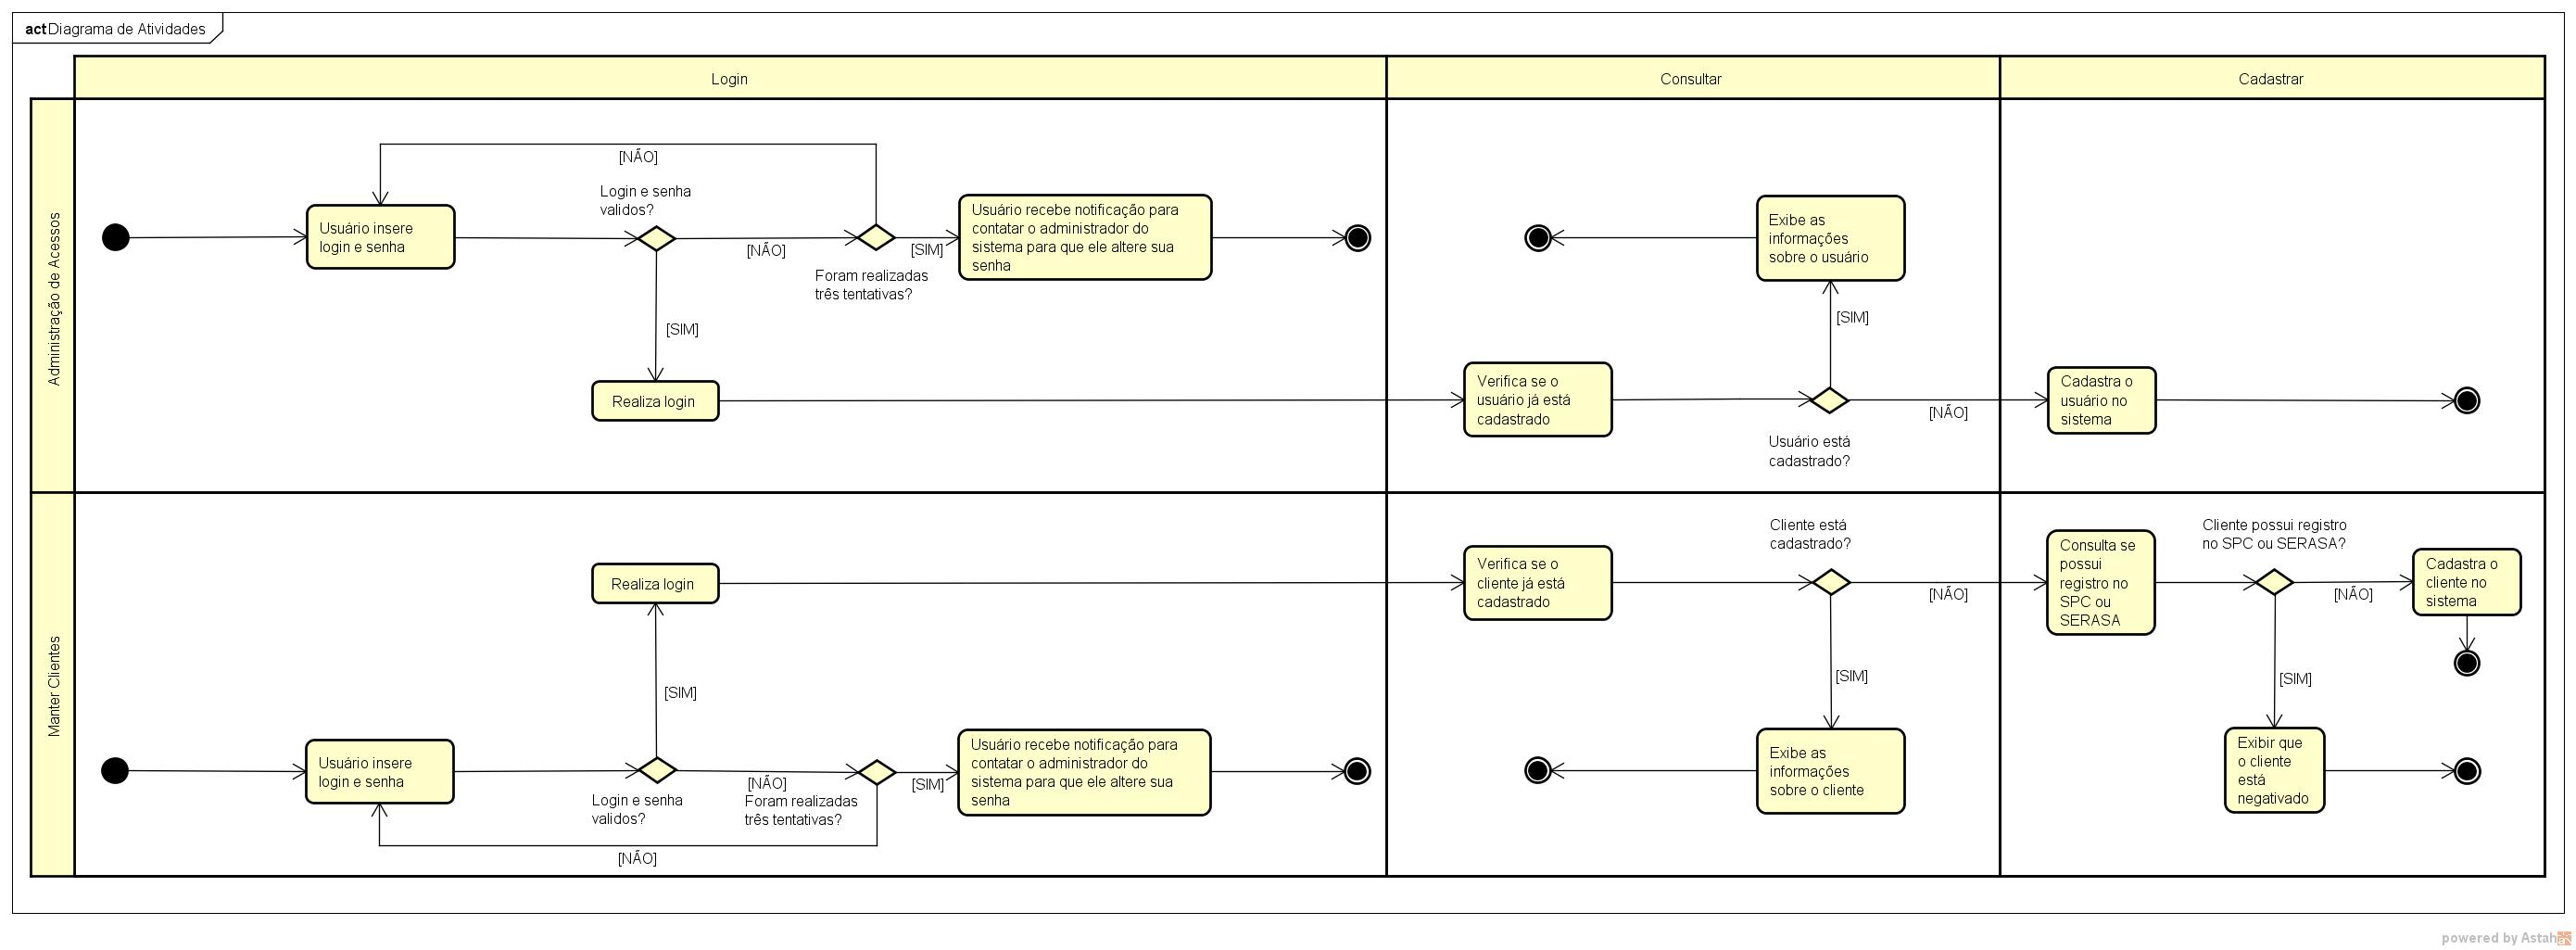 act Diagrama de Atividades
Login
Consultar
Cadastrar
Administração de Acessos
[NÃO]
Login e senha
validos?
Usuário insere
login e senha
[NÃO]
[SIM]
Foram realizadas
três tentativas?
Usuário recebe notificação para
contatar o administrador do
sistema para que ele altere sua
senha
[SIM]
Realiza login
Exibe as
informações
sobre o usuário
[SIM]
Verifica se o
usuário já está
cadastrado
Usuário está
cadastrado?
[NÃO]
Cadastra o
usuário no
sistema
Manter Clientes
Realiza login
[SIM]
Usuário insere
login e senha
Login e senha
validos?
[NÃO]
Foram realizadas
três tentativas?
[SIM]
[NÃO]
Usuário recebe notificação para
contatar o administrador do
sistema para que ele altere sua
senha
Verifica se o
cliente já está
cadastrado
Cliente está
cadastrado?
[NÃO]
[SIM]
Exibe as
informações
sobre o cliente
Consulta se
possui
registro no
SPC ou
SERASA
Cliente possui registro
no SPC ou SERASA?
[NÃO]
Cadastra o
cliente no
sistema
[SIM]
Exibir que
o cliente
está
negativado
powered by Astah